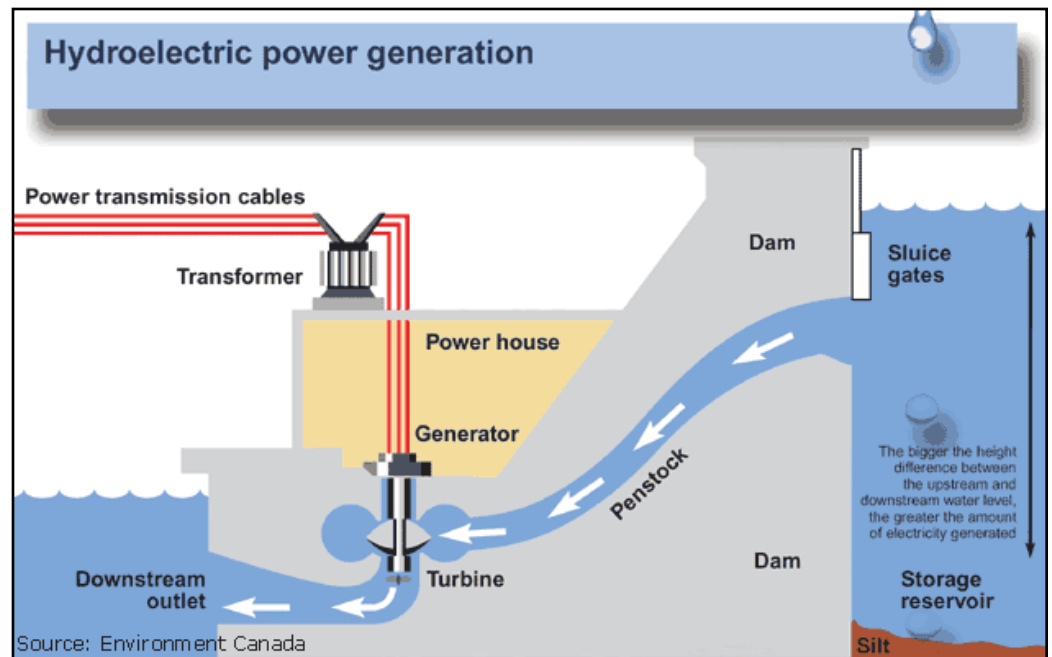 Hydroelectric power generation
Power transmission cables
Transformer
Dam
Sluice
gates
Power house
Generator
Penstock
The bigger the height
difference between
the upstream and
downstream water level,
the greater the amount
of electricity generated
Dam
Turbine
Downstream
outlet
Storage
reservoir
Silt
Source: Environment Canada